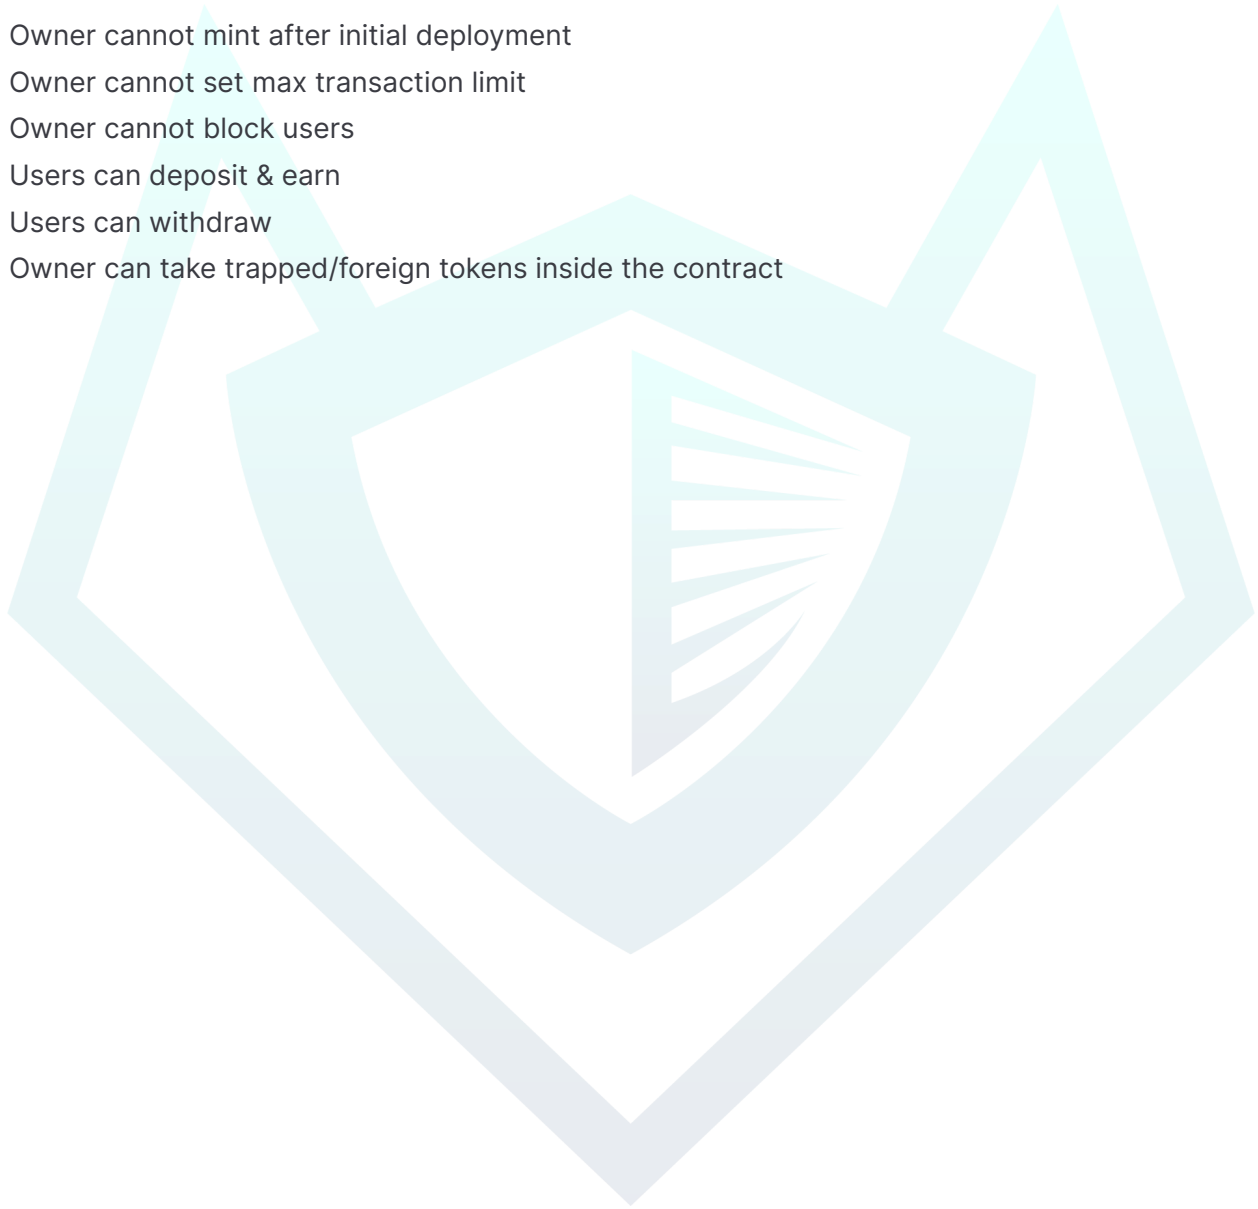 Owner cannot mint after initial deployment
Owner cannot set max transaction limit
Owner cannot block users
Users can deposit & earn
Users can withdraw
Owner can take trapped/foreign tokens inside the contract